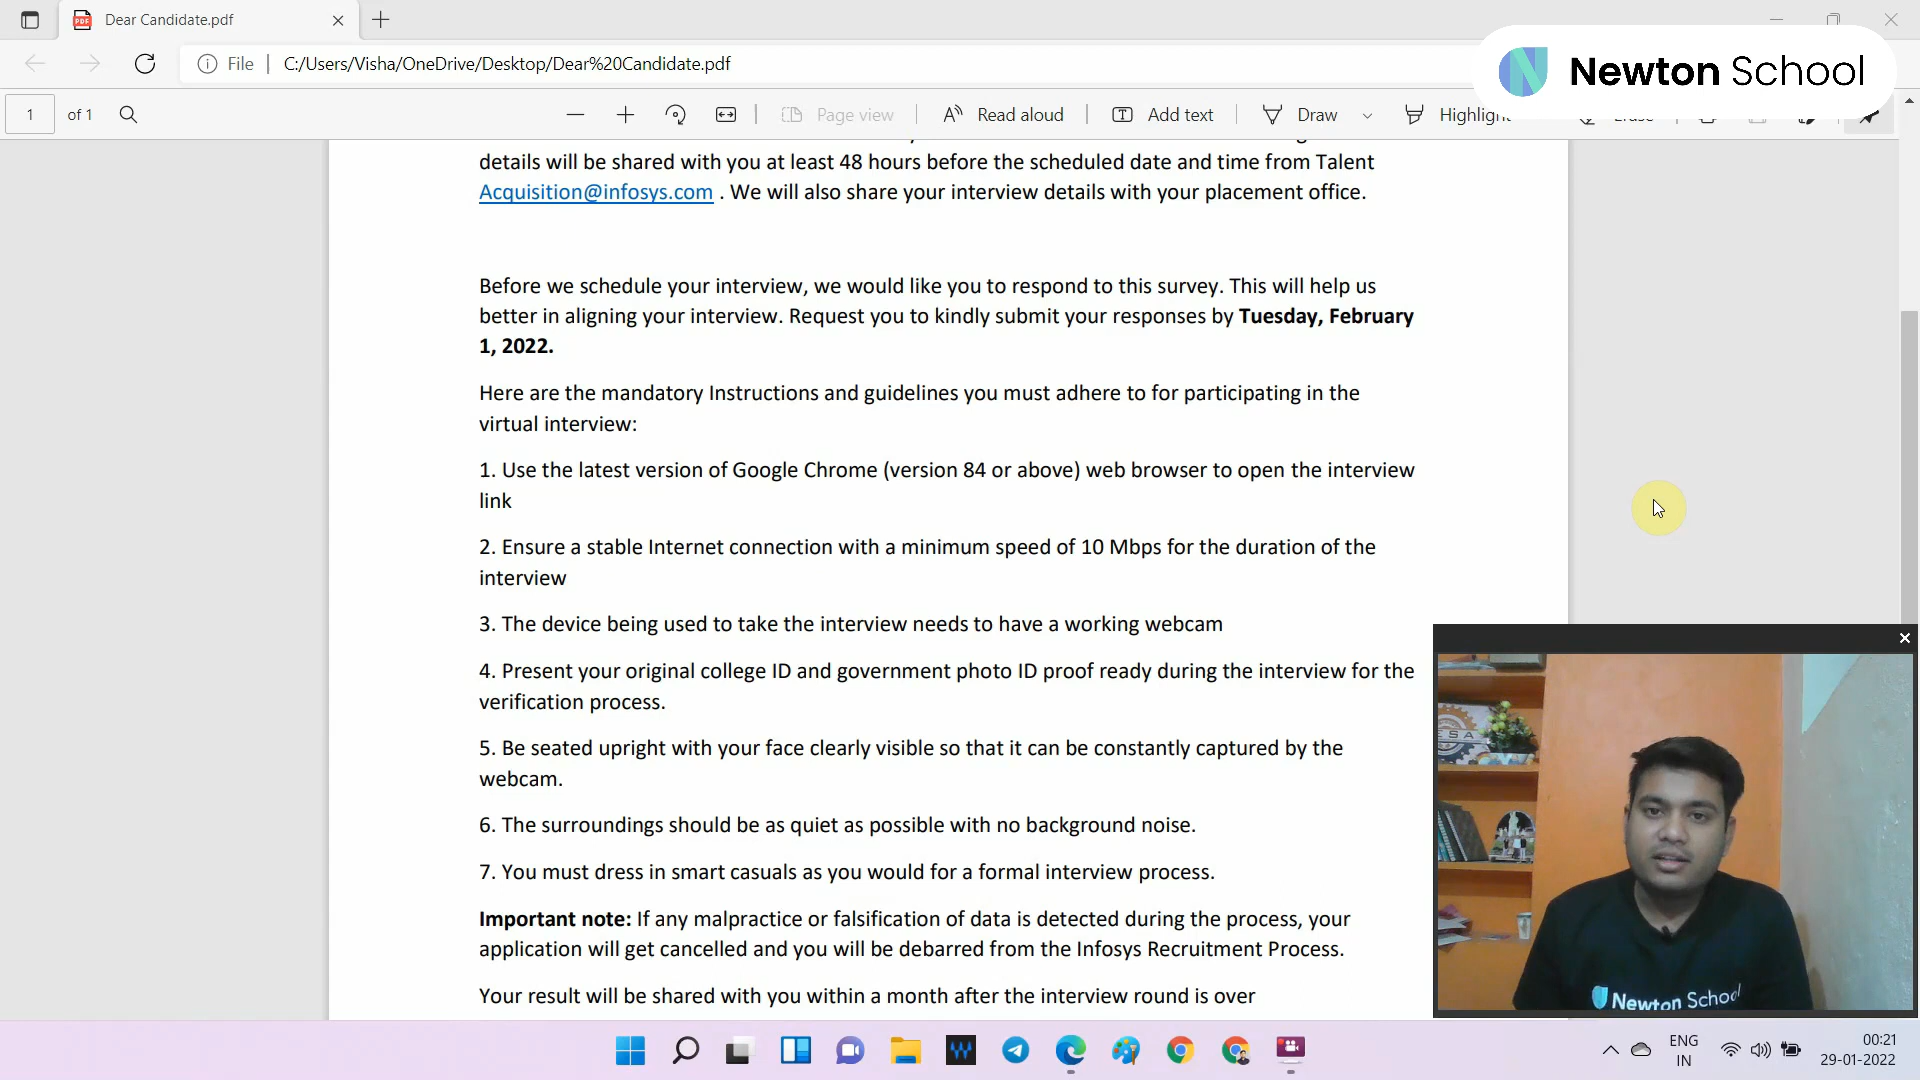 Dear Candidate.pdf
File
C:/Users/Visha/OneDrive/Desktop/Dear%20Candidate.pdf
Newton School
1 of 1
Page view
Read aloud
Add text
Draw
details will be shared with you at least 48 hours before the scheduled date and time from Talent
Acquisition@infosys.com . We will also share your interview details with your placement office.
Before we schedule your interview, we would like you to respond to this survey. This will help us
better in aligning your interview. Request you to kindly submit your responses by Tuesday, February
1, 2022.
Here are the mandatory Instructions and guidelines you must adhere to for participating in the
virtual interview:
1. Use the latest version of Google Chrome (version 84 or above) web browser to open the interview
link
2. Ensure a stable Internet connection with a minimum speed of 10 Mbps for the duration of the
interview
3. The device being used to take the interview needs to have a working webcam
4. Present your original college ID and government photo ID proof ready during the interview for the
verification process.
5. Be seated upright with your face clearly visible so that it can be constantly captured by the
webcam.
6. The surroundings should be as quiet as possible with no background noise.
7. You must dress in smart casuals as you would for a formal interview process.
Important note: If any malpractice or falsification of data is detected during the process, your
application will get cancelled and you will be debarred from the Infosys Recruitment Process.
Your result will be shared with you within a month after the interview round is over
Newton School
ENG
IN
00:21
29-01-2022